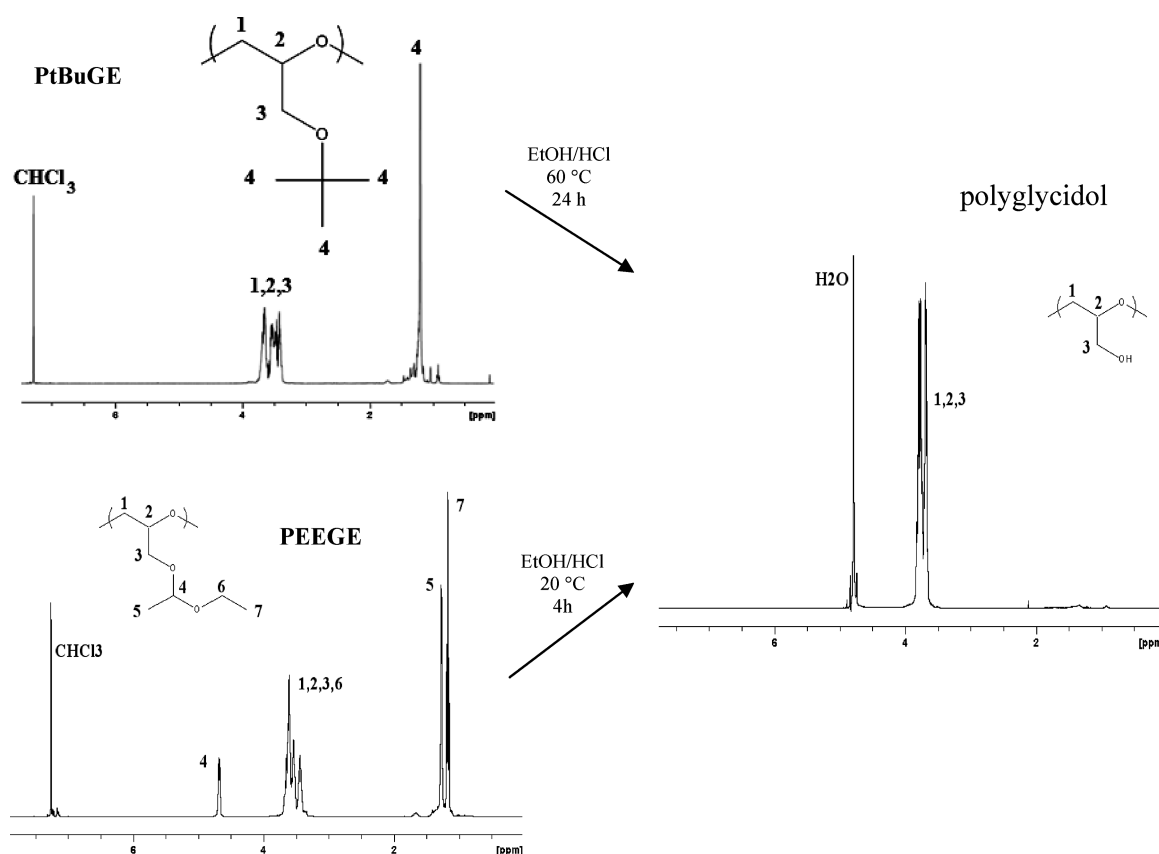 PtBuGE
1
2
O
3
O
4
4
4
4
CHCl3
1,2,3
6
4
2
[ppm]
EtOH/HCl
60 °C
24 h
polyglycidol
H2O
1
2
O
3
OH
1,2,3
6
4
2
[ppm
PEEGE
1
2
O
3
O
4
6
5
O
7
CHCl3
4
1,2,3,6
5
7
6
4
2
[ppm]
EtOH/HCl
20 °C
4h